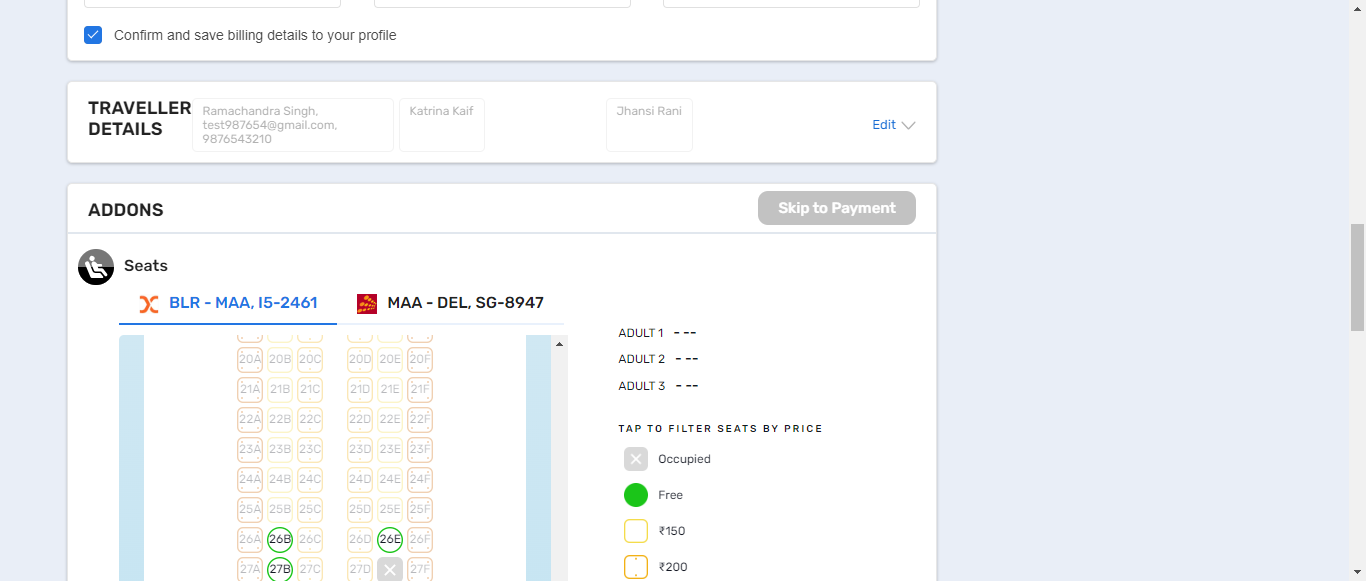 Confirm and save billing details to your profile
TRAVELLER DETAILS
Ramachandra Singh,
test987654@gmail.com,
9876543210
Katrina Kaif
Jhansi Rani
Edit
ADDONS
Skip to Payment
Seats
BLR - MAA, I5-2461
MAA - DEL, SG-8947
20A 20B 20C 20D 20E 20F
21A 21B 21C 21D 21E 21F
22A 22B 22C 22D 22E 22F
23A 23B 23C 23D 23E 23F
24A 24B 24C 24D 24E 24F
25A 25B 25C 25D 25E 25F
26A 26B 26C 26D 26E 26F
27A 27B 27C 27D 27F
ADULT 1 - --
ADULT 2 - --
ADULT 3 - --
TAP TO FILTER SEATS BY PRICE
Occupied
Free
₹150
₹200